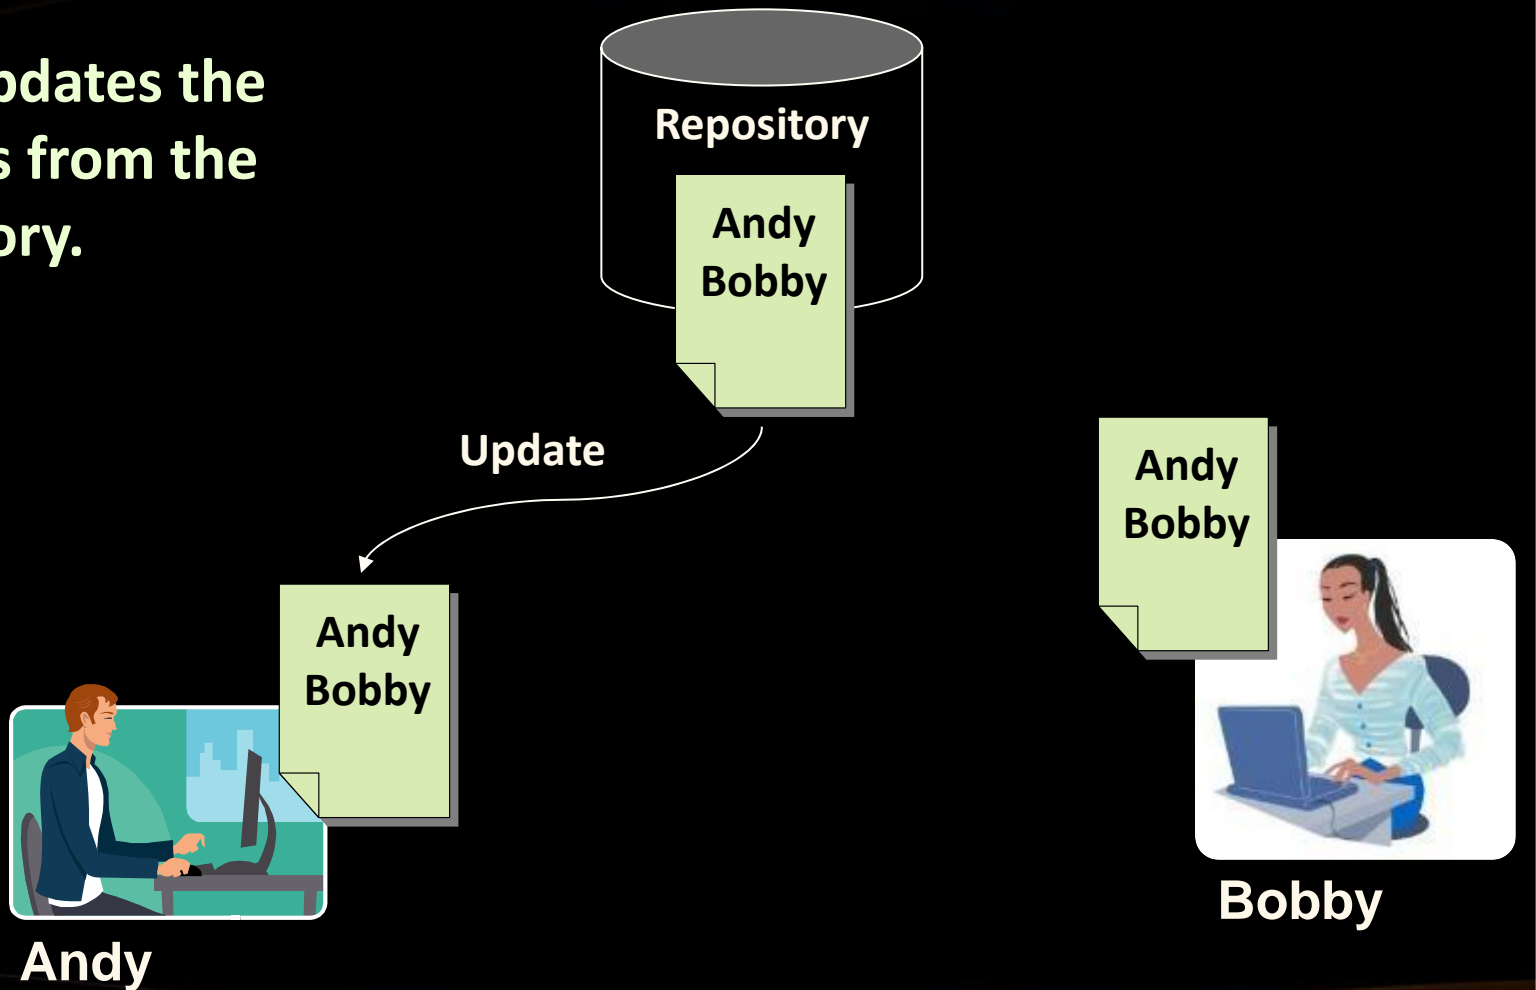 pdates the
s from the
ory.
Repository
Andy
Bobby
Update
Andy
Bobby
Andy
Bobby
Bobby
Andy